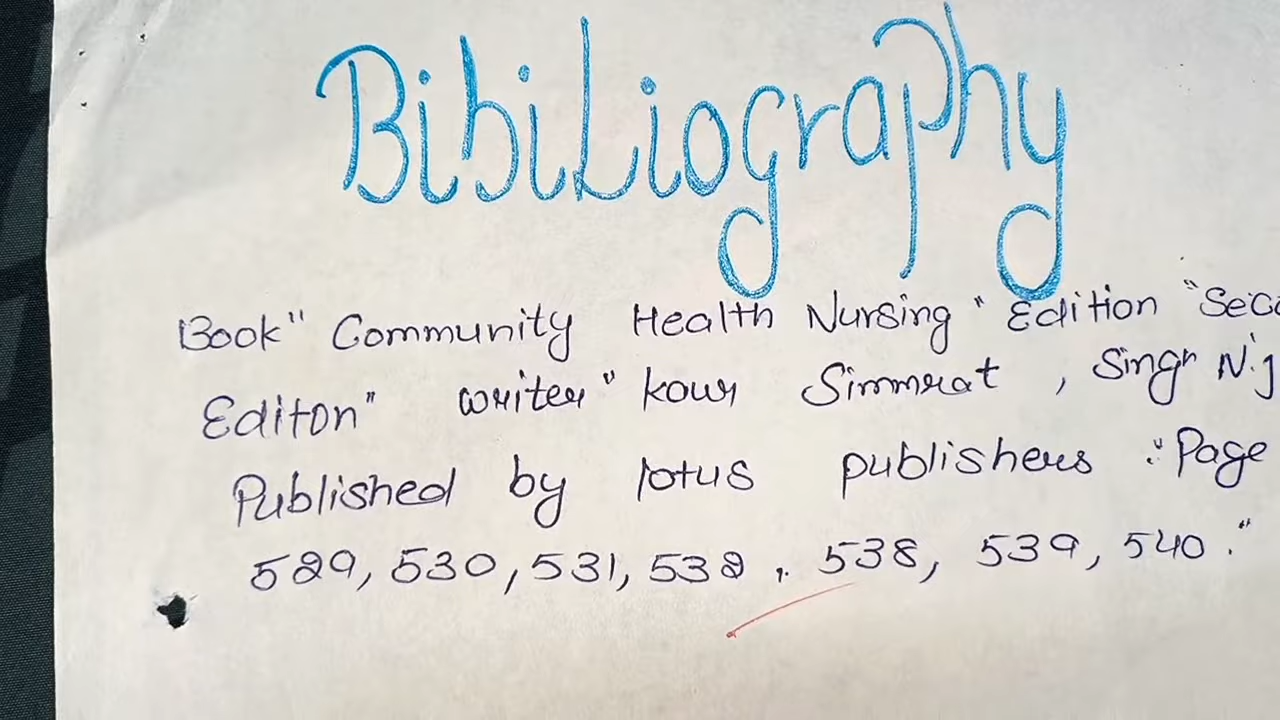 BibiLiography
Book" Community Health Nursing " Edition "Seco
Editon" writer" kour Simmrat , Singh N.J
Published by lotus publishers ." Page
529, 530, 531, 532 , 538, 539, 540 ."